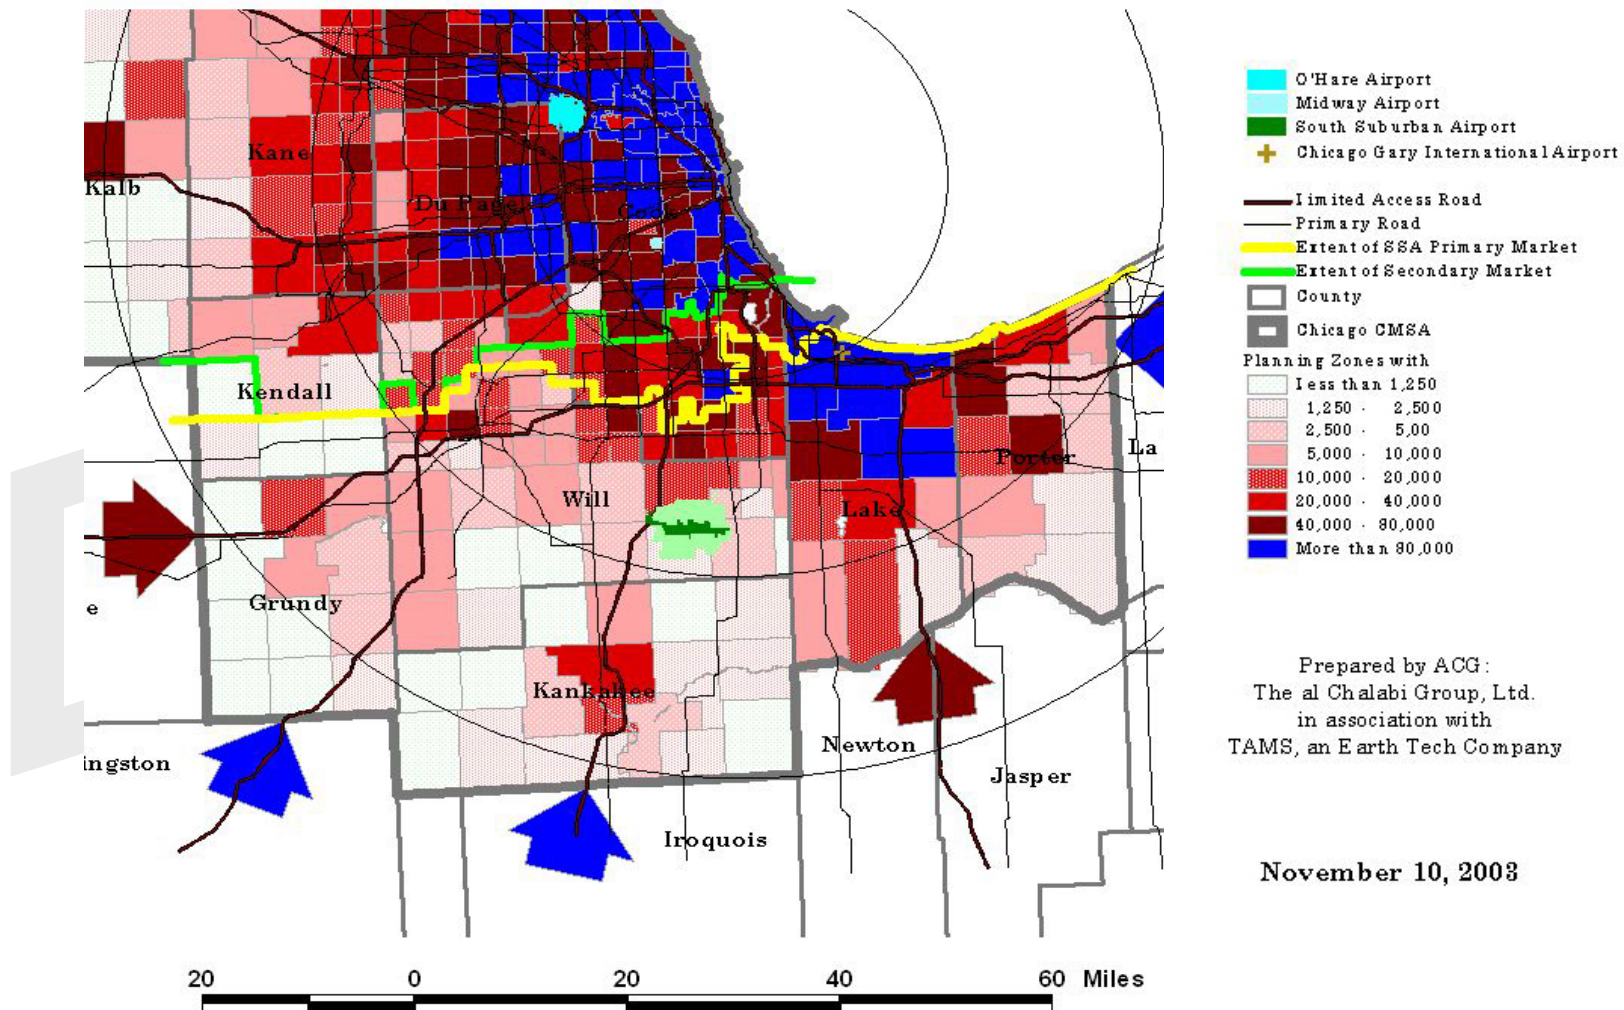 Kane
Kalb
Du Page
Cook
Kendall
Will
Lake
Porter
La
Grundy
e
Kankakee
Newton
Jasper
ingston
Iroquois
O'Hare Airport
Midway Airport
South Suburban Airport
Chicago Gary International Airport
Limited Access Road
Primary Road
Extent of SSA Primary Market
Extent of Secondary Market
County
Chicago CMSA
Planning Zones with
Less than 1,250
1,250 - 2,500
2,500 - 5,00
5,000 - 10,000
10,000 - 20,000
20,000 - 40,000
40,000 - 80,000
More than 80,000
Prepared by ACG:
The al Chalabi Group, Ltd.
in association with
TAMS, an Earth Tech Company
November 10, 2003
20 0 20 40 60 Miles